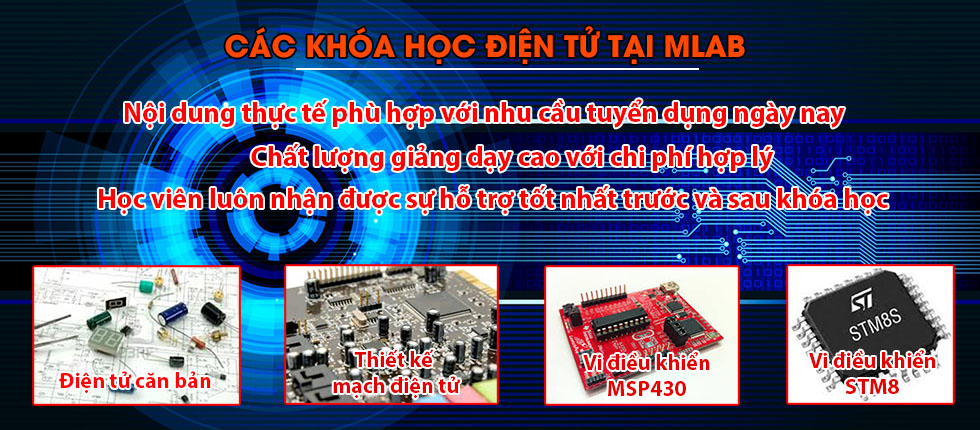 CÁC KHÓA HỌC ĐIỆN TỬ TẠI MLAB
Nội dung thực tế phù hợp với nhu cầu tuyển dụng ngày nay
Chất lượng giảng dạy cao với chi phí hợp lý
Học viên luôn nhận được sự hỗ trợ tốt nhất trước và sau khóa học
Điện tử căn bản
Thiết kế
mạch điện tử
Vi điều khiển
MSP430
ST
STM8S
Vi điều khiển
STM8